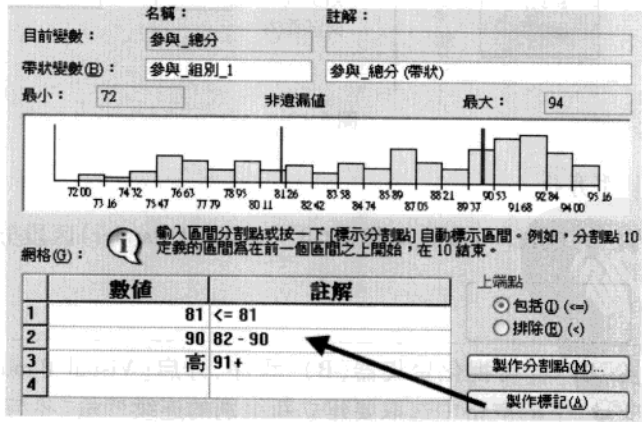 名稱： 註解：
目前變數： 參與_總分
帶狀變數(B)： 參與_組別_1 參與_總分 (帶狀)
最小： 72 非遺漏值 最大： 94
72.00 74.32 76.63 78.95 81.26 83.58 85.89 88.21 90.53 92.84 95.16
73.16 75.47 77.79 80.11 82.42 84.74 87.05 89.37 91.68 94.00
輸入區間分割點或按一下 [標示分割點] 自動標示區間。例如，分割點 10
定義的區間為在前一個區間之上開始，在 10 結束。
網格(G)：
數值 註解
1 81 <= 81
2 90 82 - 90
3 高 91+
4
上端點
包括(I) (<=)
排除(E) (<)
製作分割點(M)...
製作標記(A)